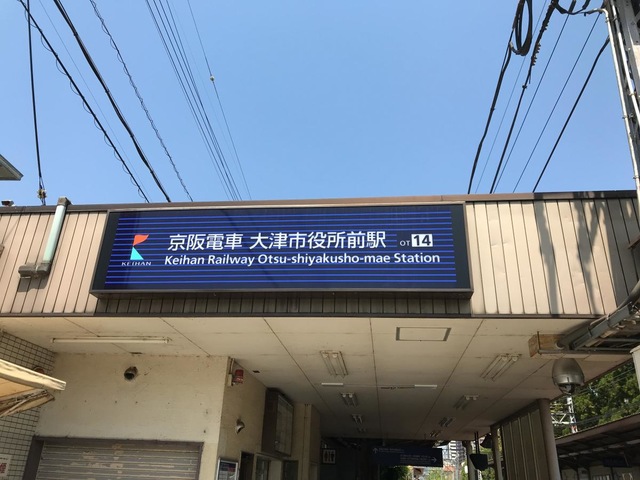 京阪電車 大津市役所前駅 OT 14
Keihan Railway Otsu-shiyakusho-mae Station
KEIHAN